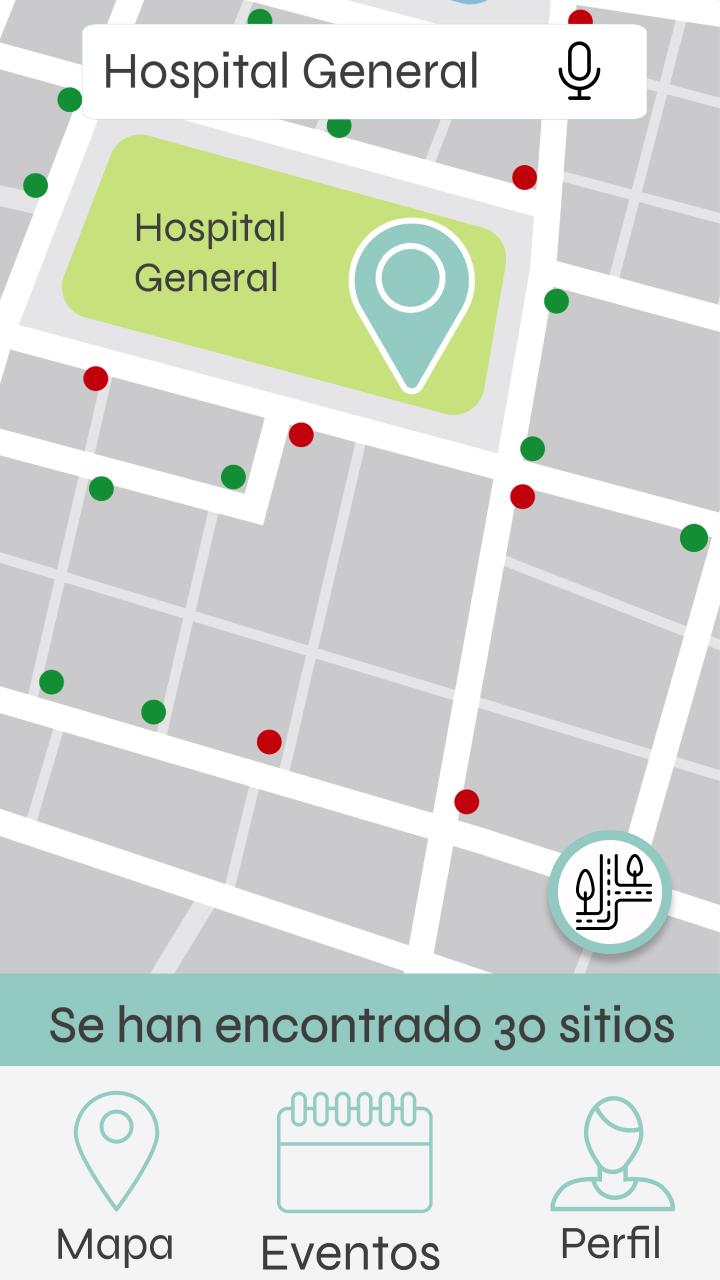 Hospital General
Hospital
General
Se han encontrado 30 sitios
Mapa
Eventos
Perfil